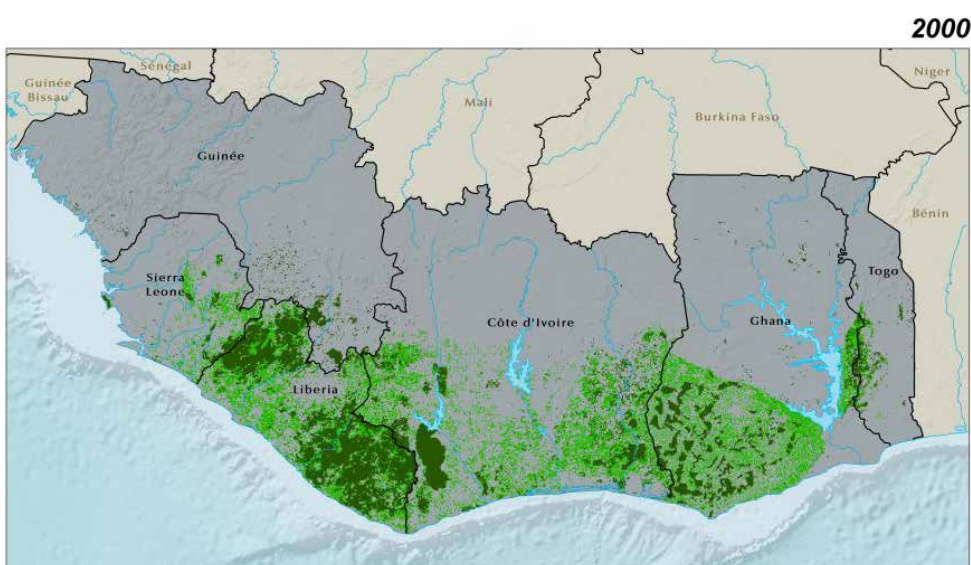 2000
Sénégal
Niger
Guinée
Bissau
Mali
Burkina Faso
Guinée
Bénin
Sierra
Leone
Togo
Côte d'Ivoire
Ghana
Liberia